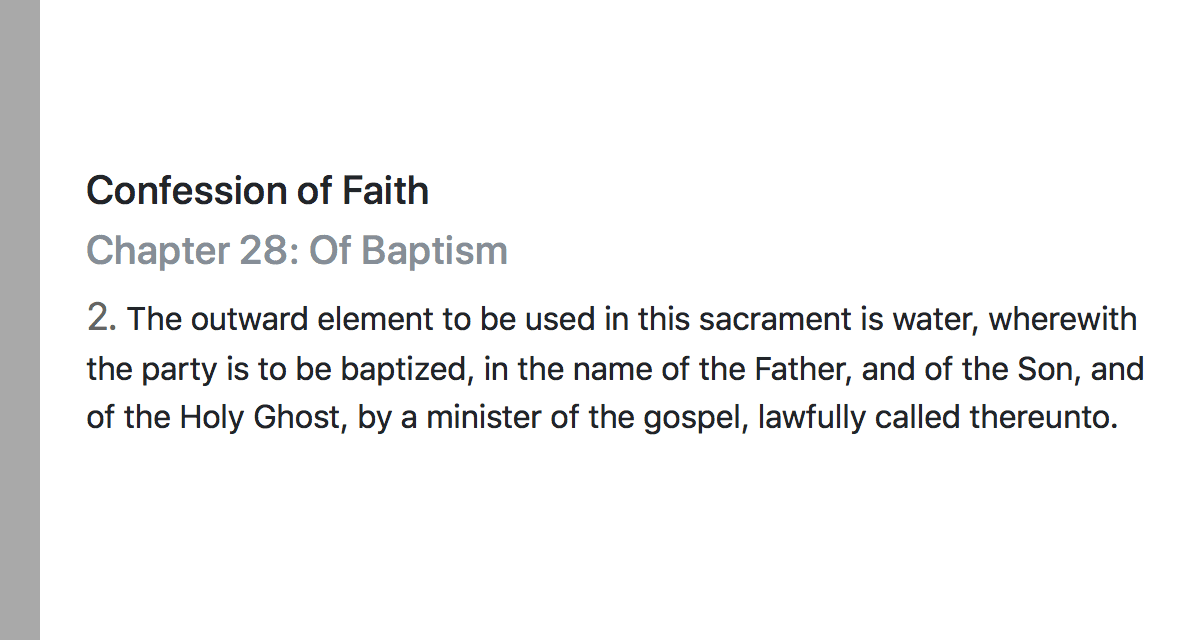 Confession of Faith
Chapter 28: Of Baptism
2. The outward element to be used in this sacrament is water, wherewith
the party is to be baptized, in the name of the Father, and of the Son, and
of the Holy Ghost, by a minister of the gospel, lawfully called thereunto.